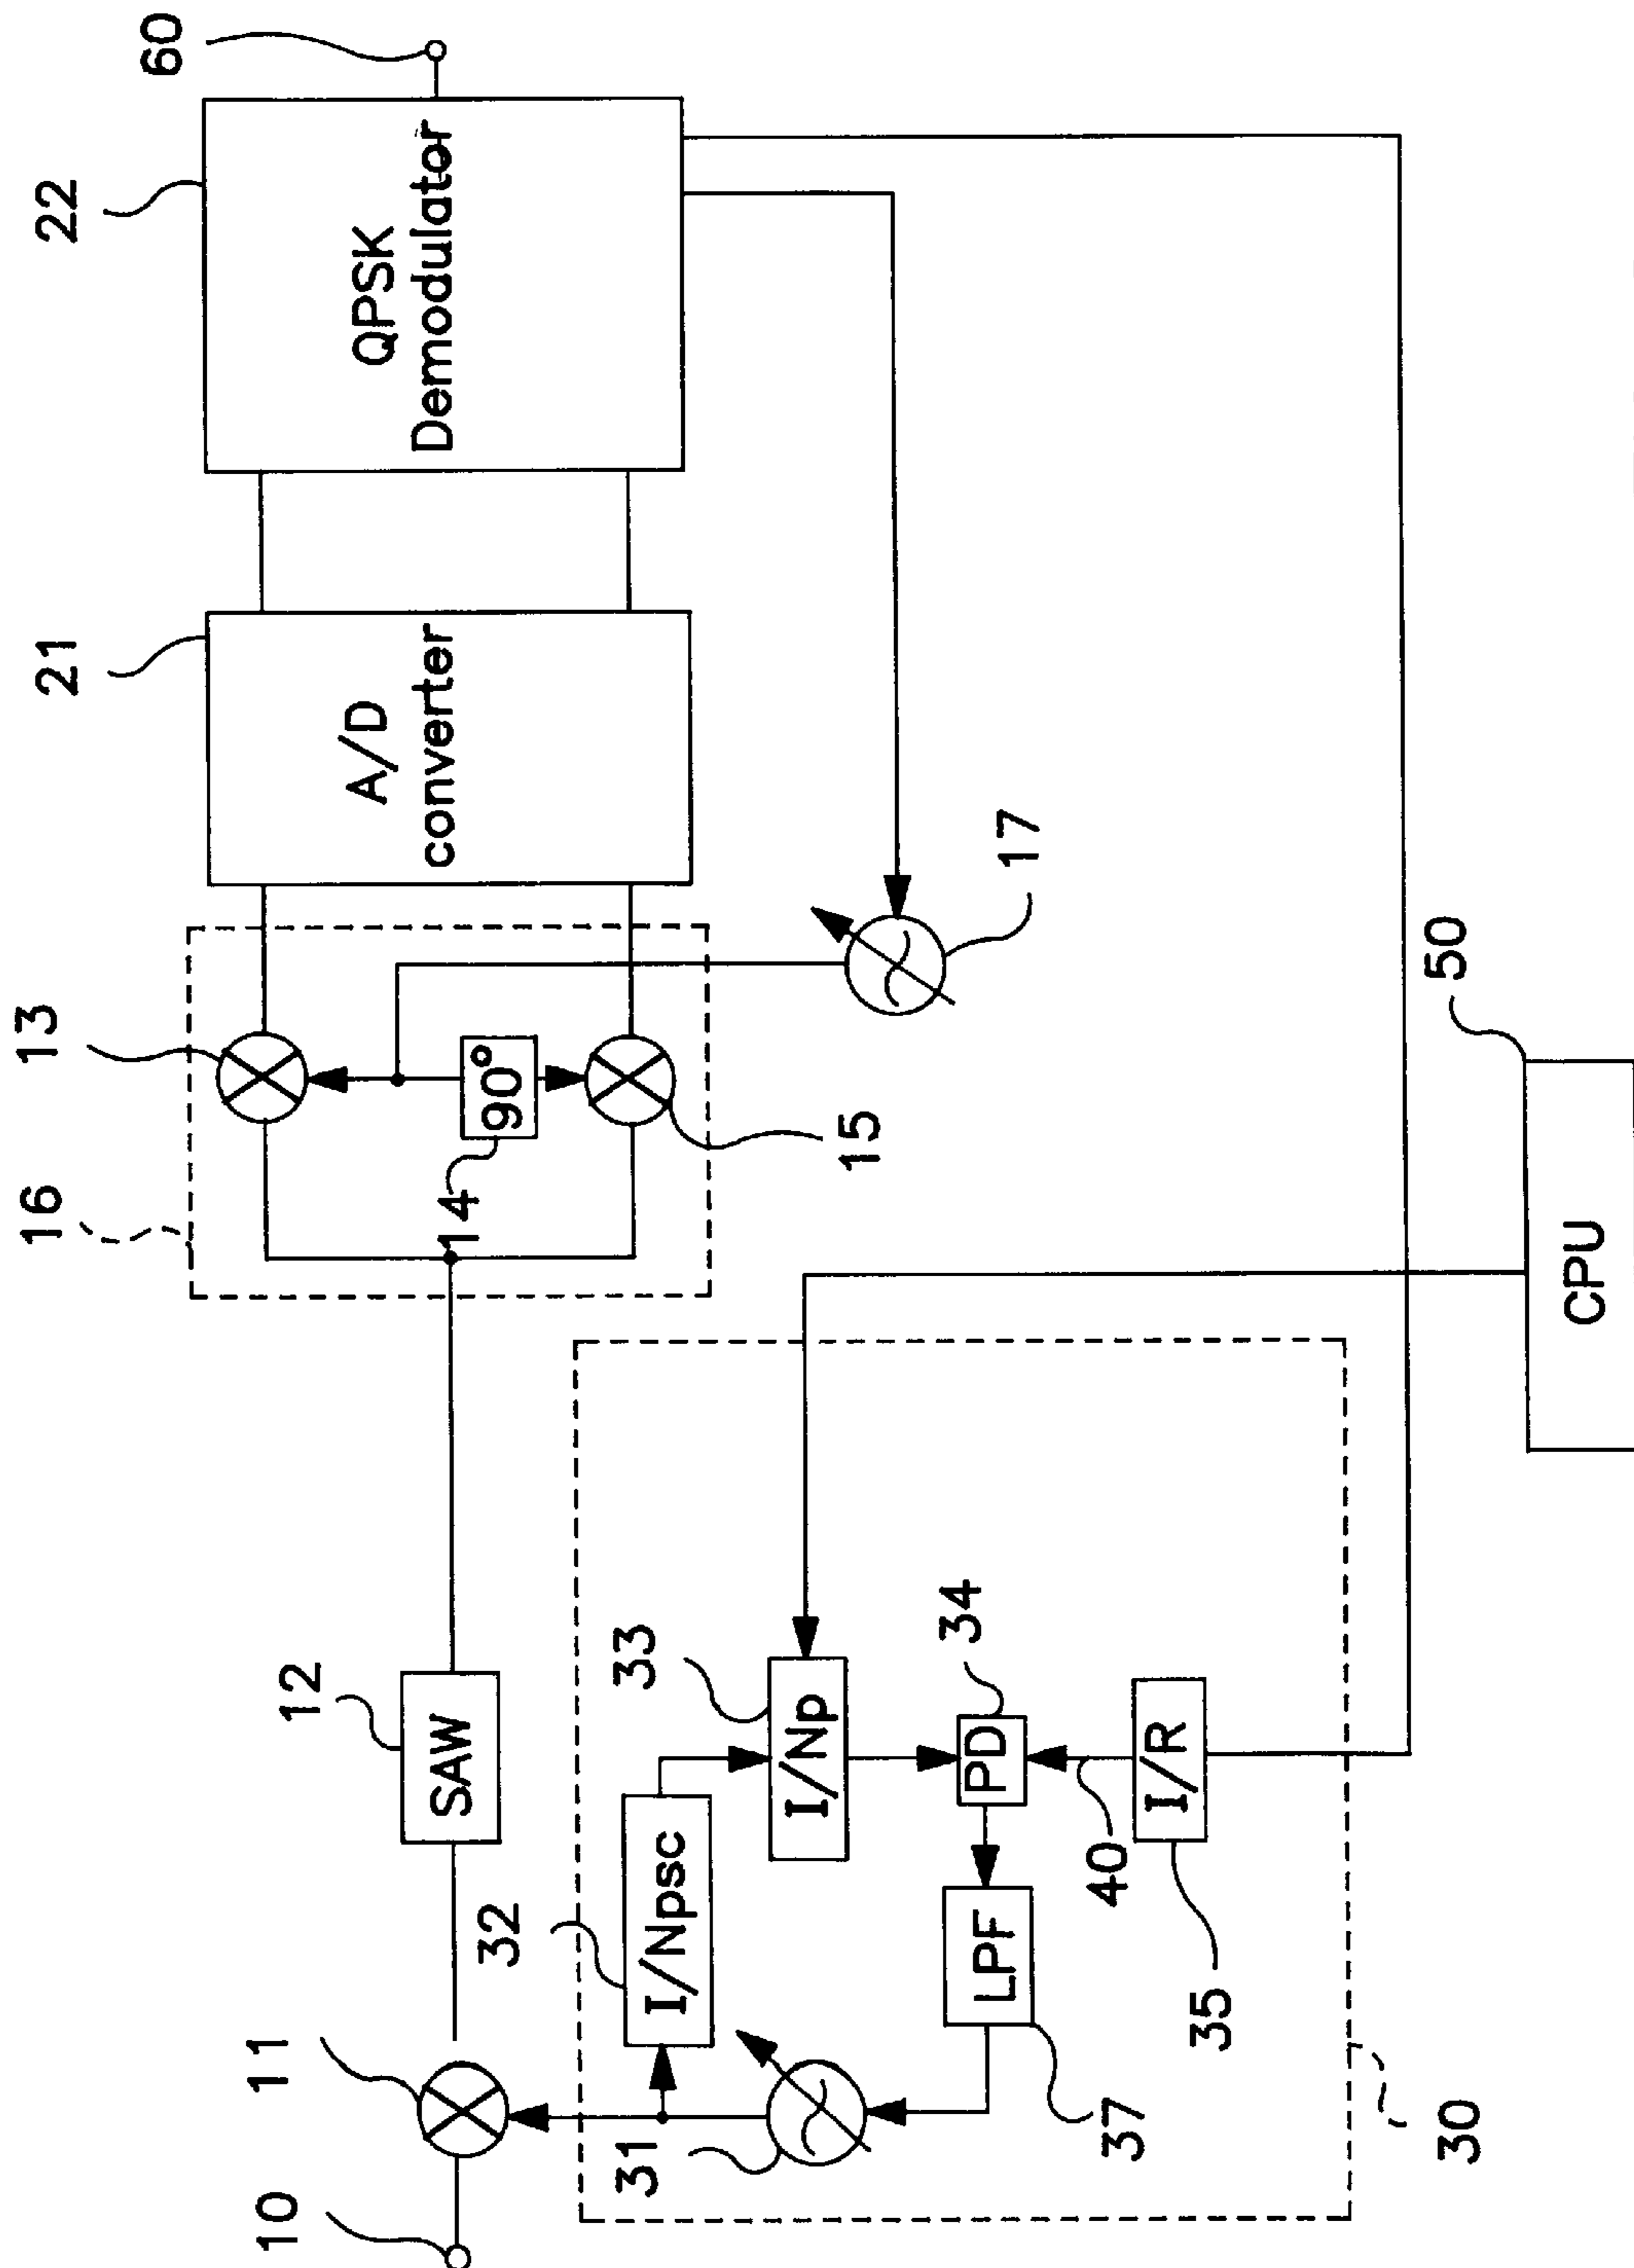 10
11
12
SAW
16
13
14
90°
15
17
21
A/D
converter
22
QPSK
Demodulator
60
32
I/Npsc
33
I/Np
31
34
PD
LPF
37
40
I/R
35
30
50
CPU